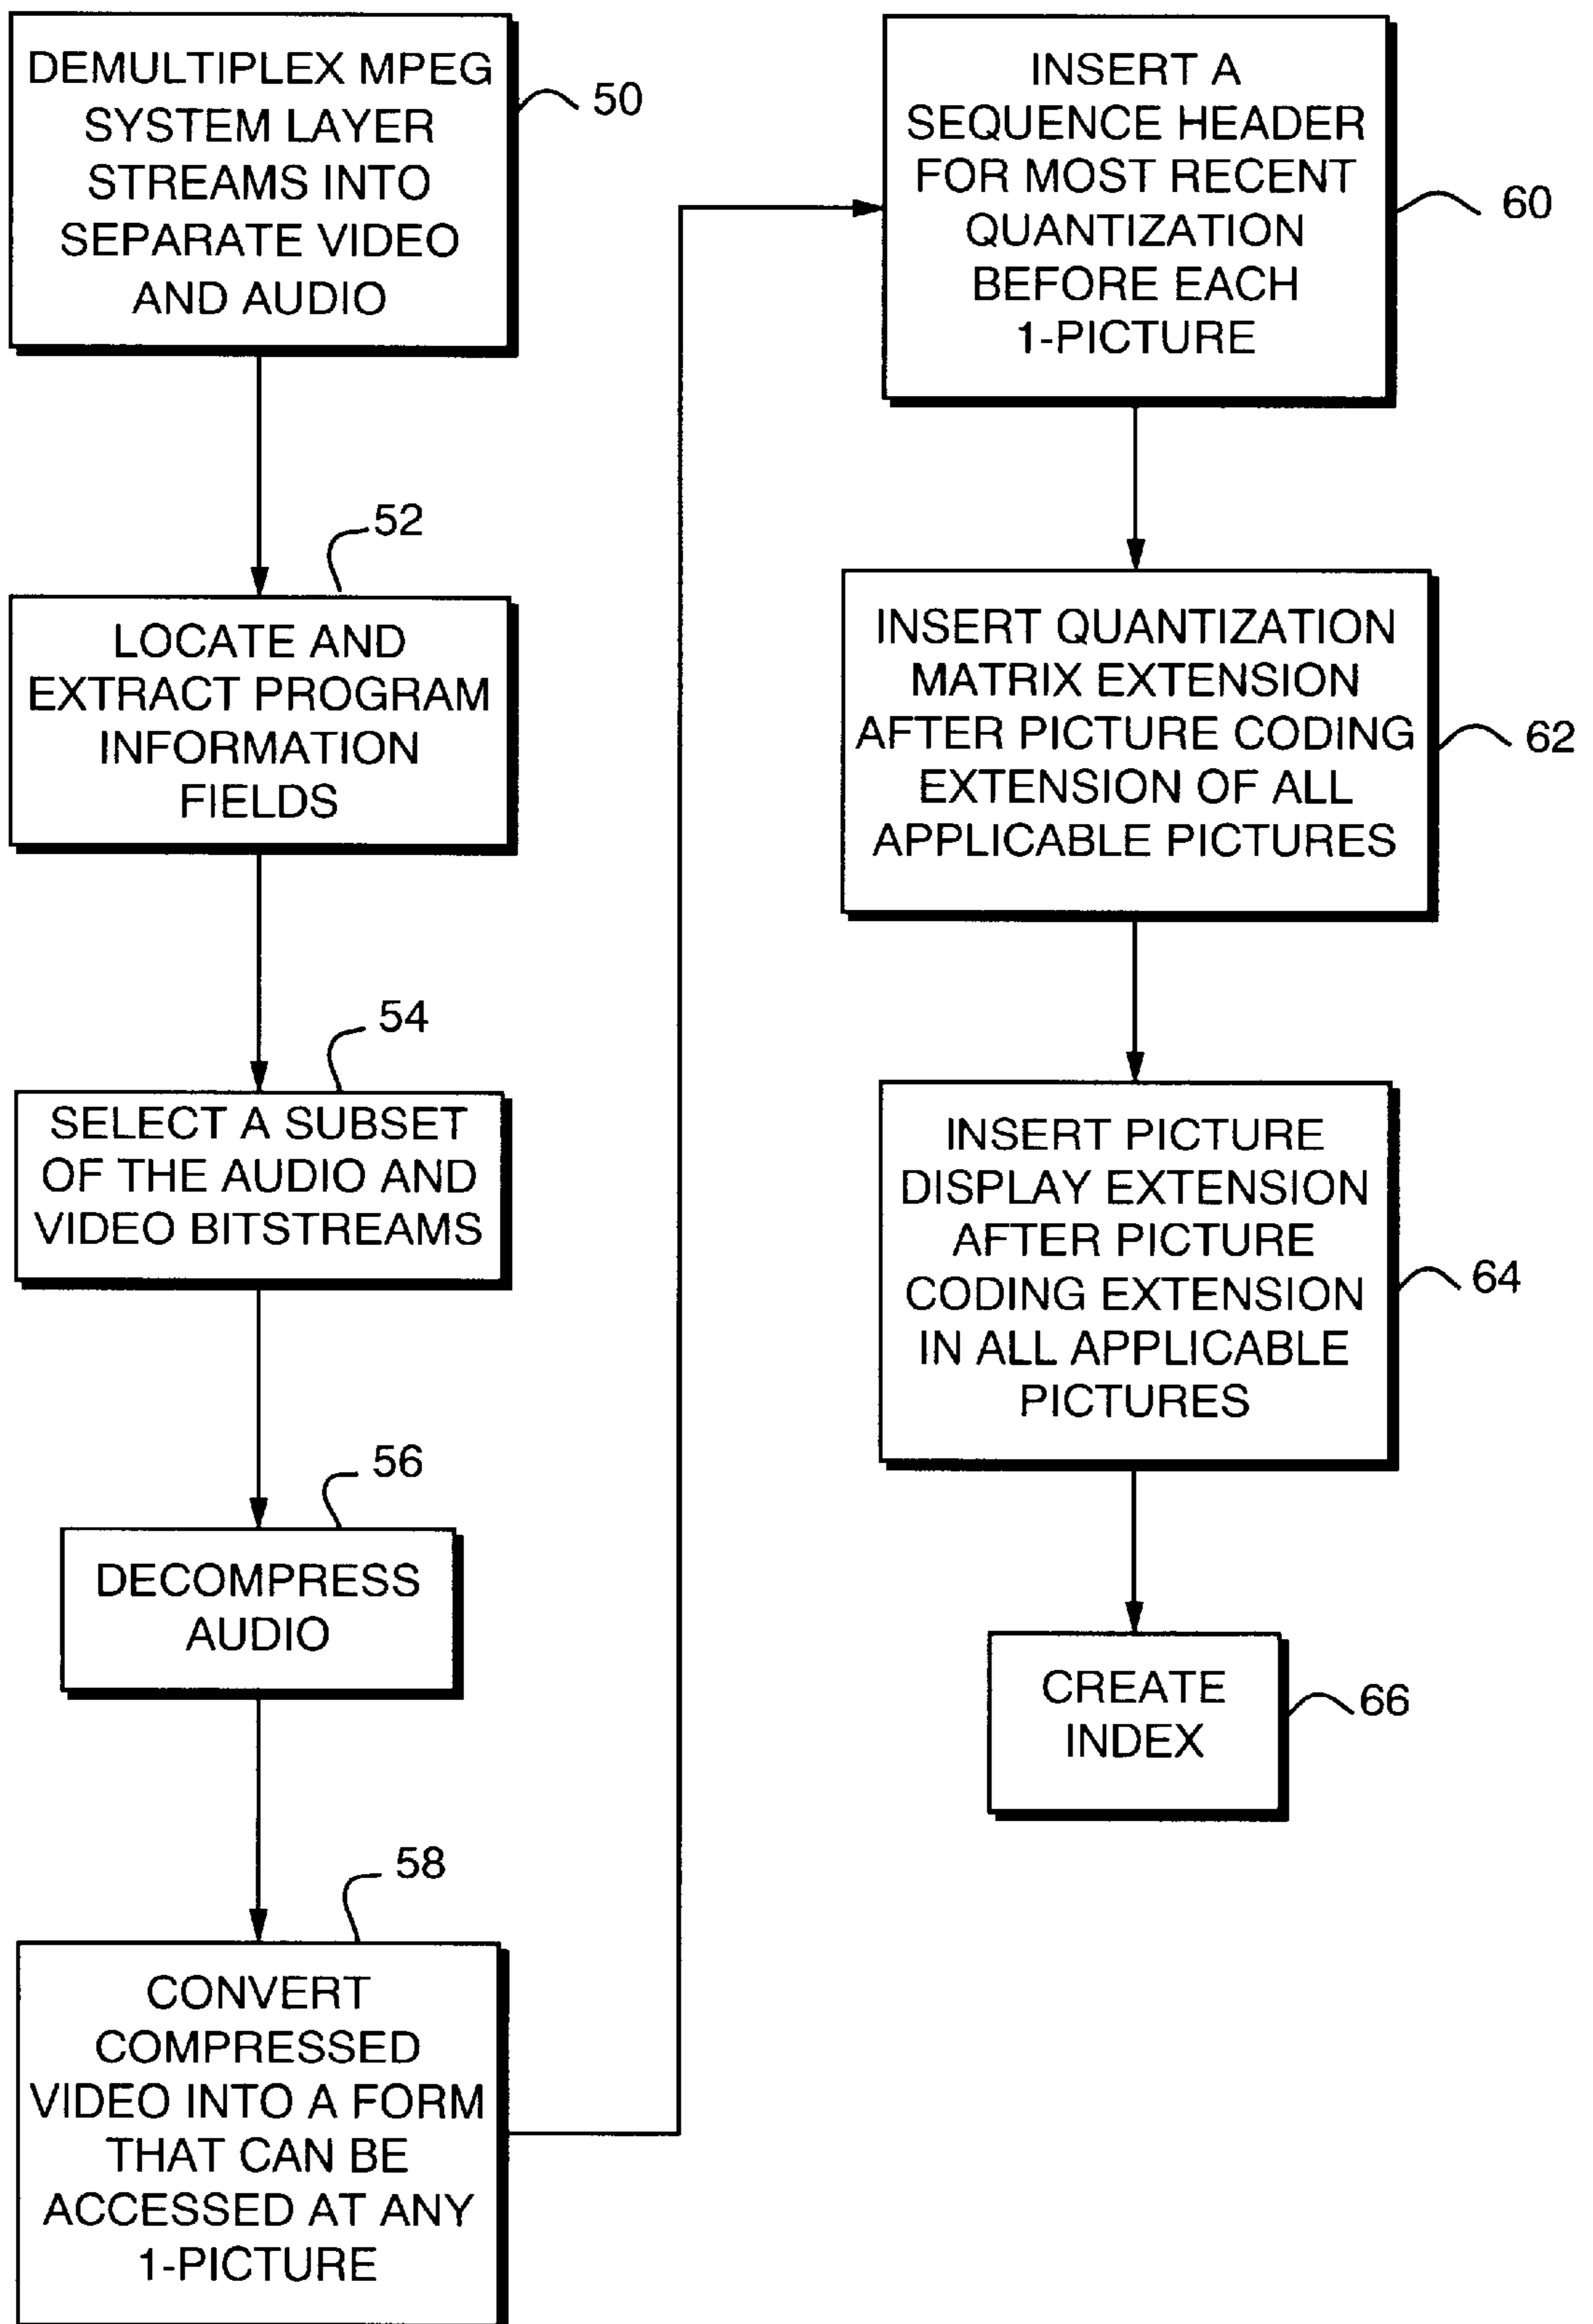 DEMULTIPLEX MPEG
SYSTEM LAYER
STREAMS INTO
SEPARATE VIDEO
AND AUDIO
50
52
LOCATE AND
EXTRACT PROGRAM
INFORMATION
FIELDS
54
SELECT A SUBSET
OF THE AUDIO AND
VIDEO BITSTREAMS
56
DECOMPRESS
AUDIO
58
CONVERT
COMPRESSED
VIDEO INTO A FORM
THAT CAN BE
ACCESSED AT ANY
1-PICTURE
INSERT A
SEQUENCE HEADER
FOR MOST RECENT
QUANTIZATION
BEFORE EACH
1-PICTURE
60
INSERT QUANTIZATION
MATRIX EXTENSION
AFTER PICTURE CODING
EXTENSION OF ALL
APPLICABLE PICTURES
62
INSERT PICTURE
DISPLAY EXTENSION
AFTER PICTURE
CODING EXTENSION
IN ALL APPLICABLE
PICTURES
64
CREATE
INDEX
66